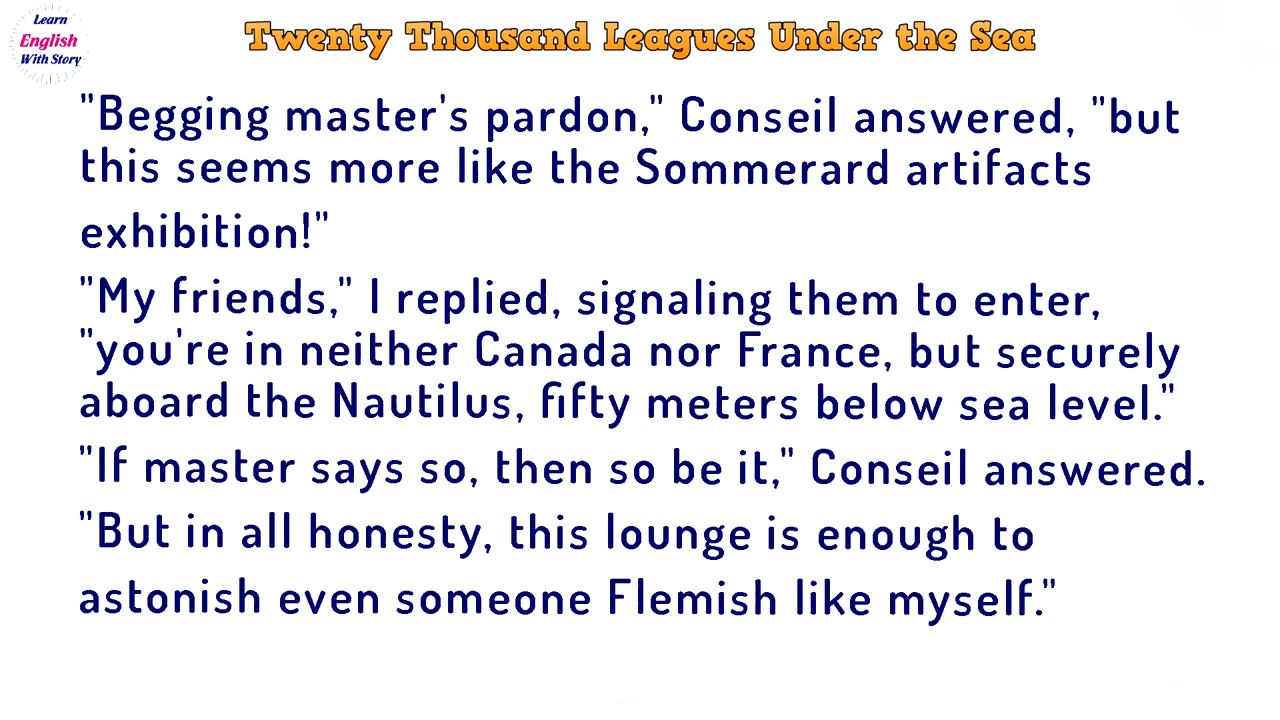 Learn
English
With Story
Twenty Thousand Leagues Under the Sea
"Begging master's pardon," Conseil answered, "but
this seems more like the Sommerard artifacts
exhibition!"
"My friends," I replied, signaling them to enter,
"you're in neither Canada nor France, but securely
aboard the Nautilus, fifty meters below sea level."
"If master says so, then so be it," Conseil answered.
"But in all honesty, this lounge is enough to
astonish even someone Flemish like myself."